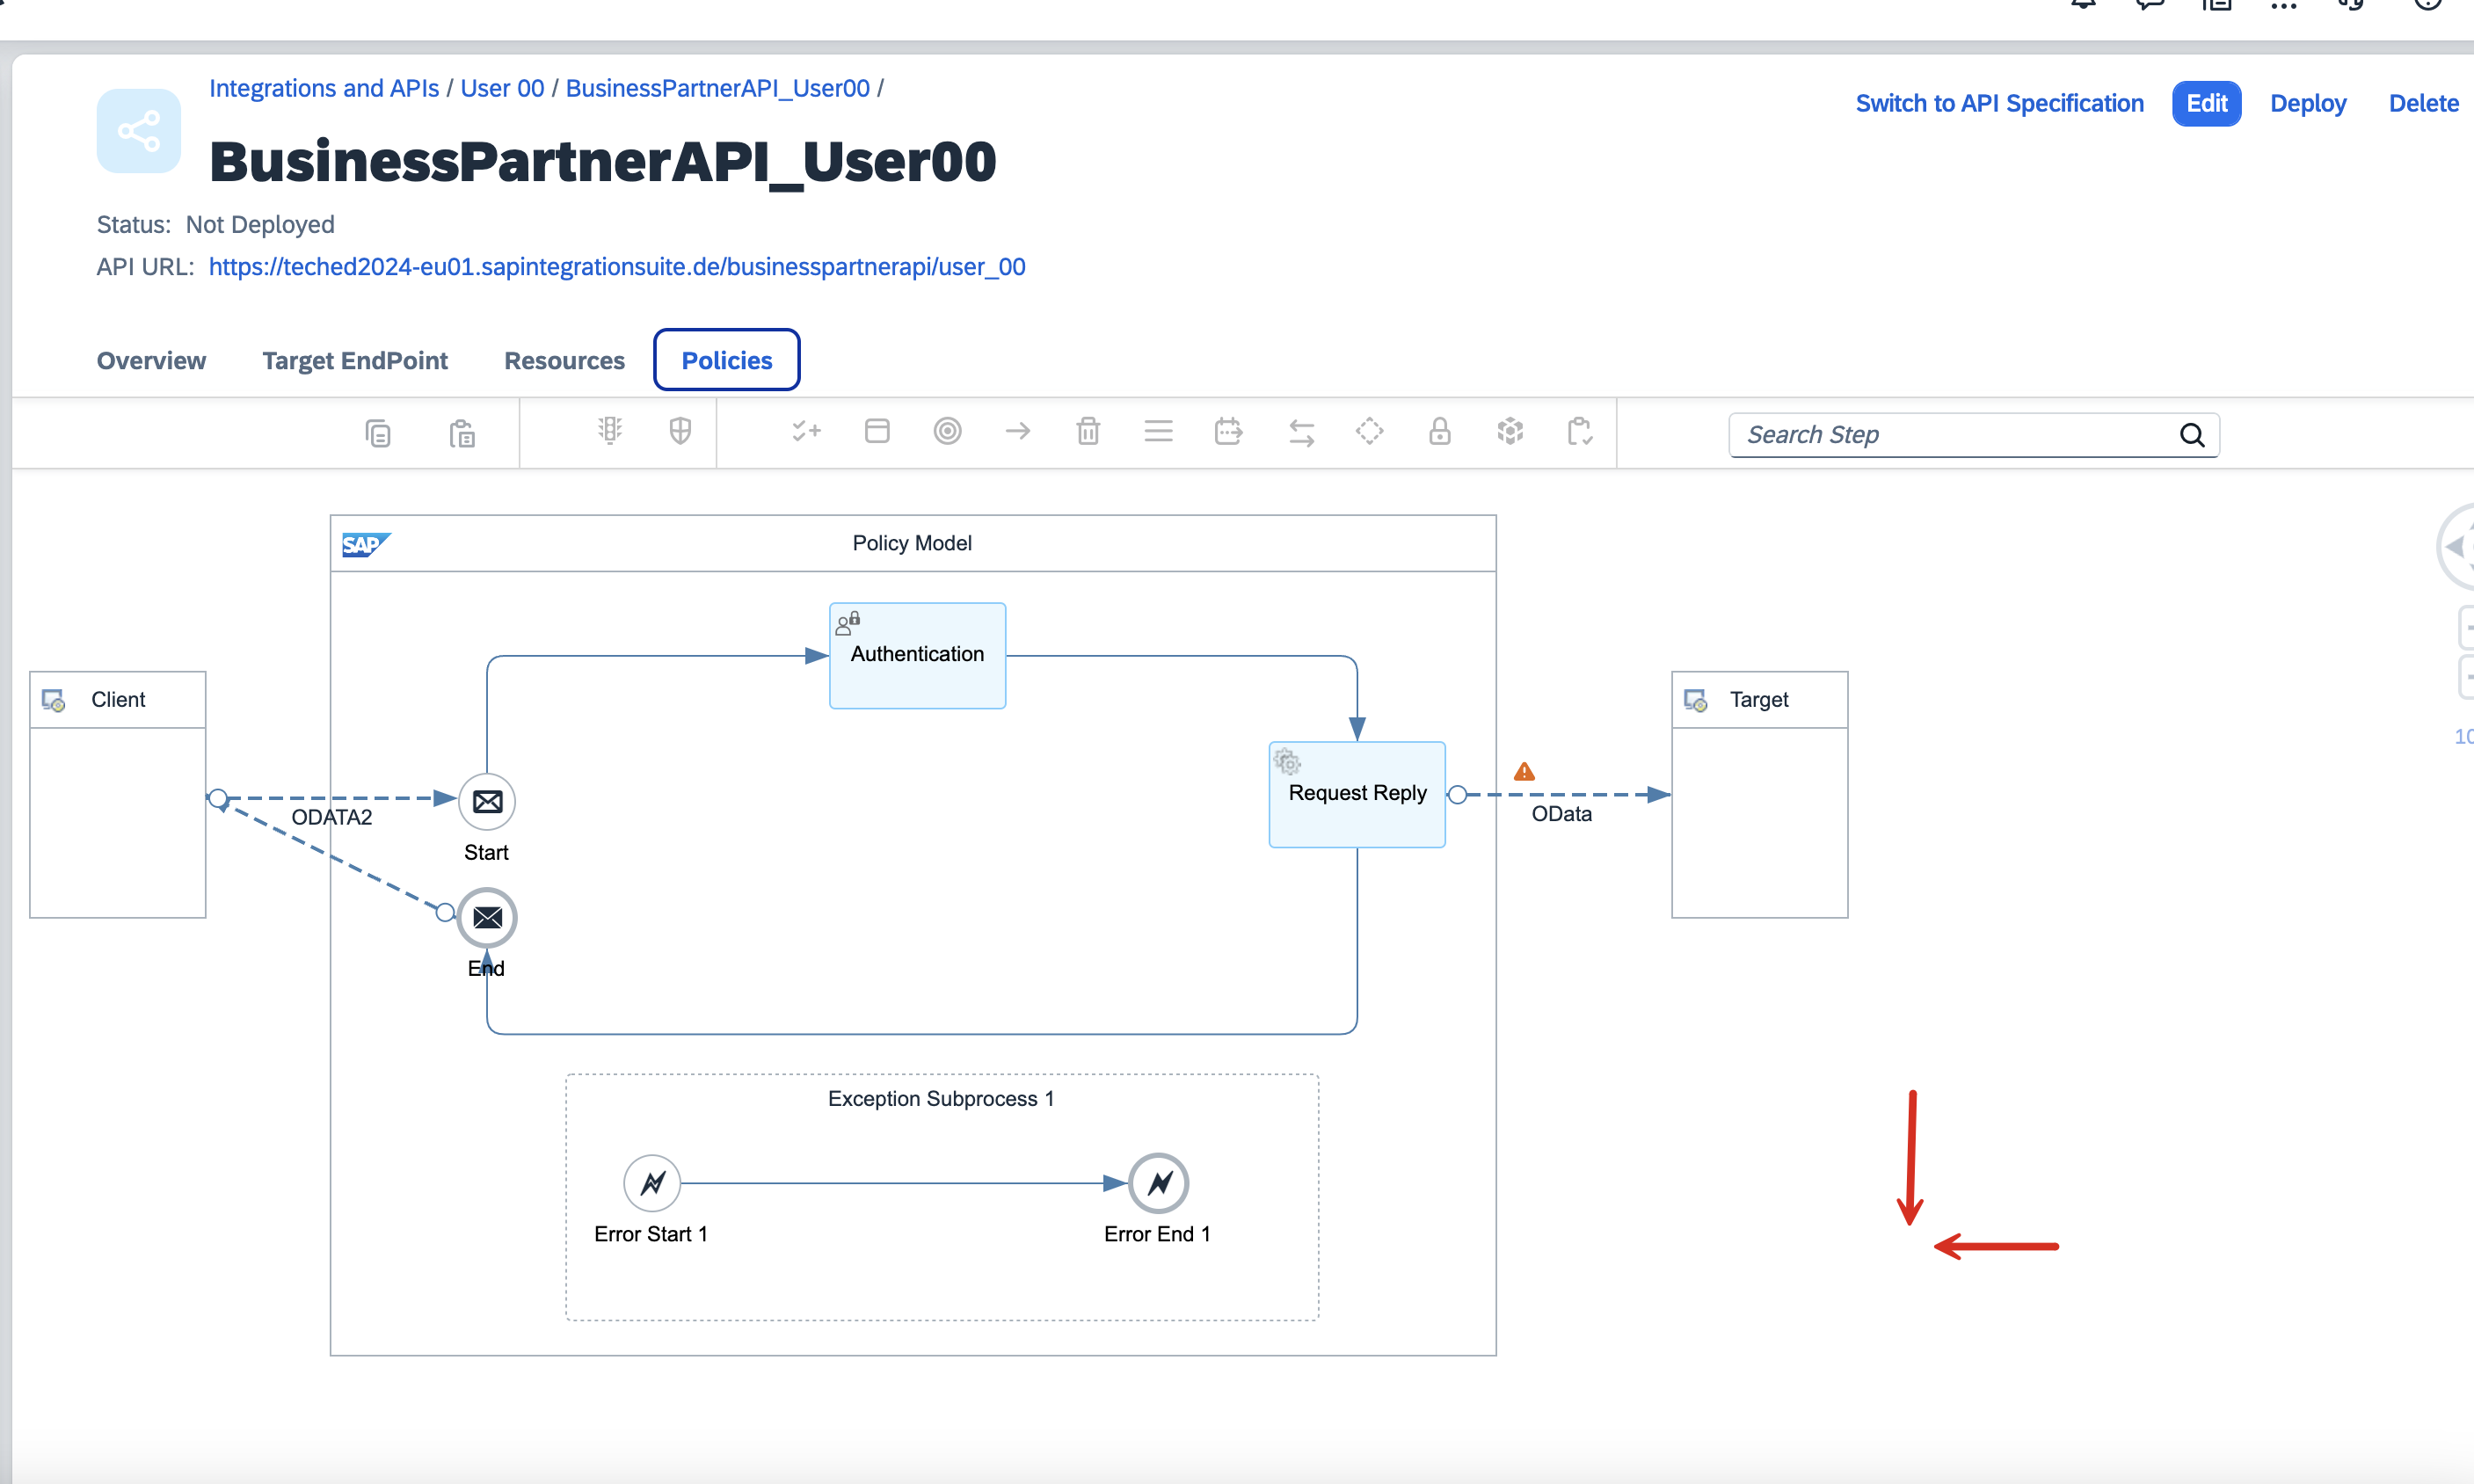 Integrations and APIs / User 00 / BusinessPartnerAPI_User00 /
Switch to API Specification Edit Deploy Delete
BusinessPartnerAPI_User00
Status: Not Deployed
API URL: https://teched2024-eu01.sapintegrationsuite.de/businesspartnerapi/user_00
Overview Target EndPoint Resources Policies
Search Step
SAP Policy Model
Authentication
Client
Target
Request Reply
ODATA2
OData
Start
End
Exception Subprocess 1
Error Start 1
Error End 1